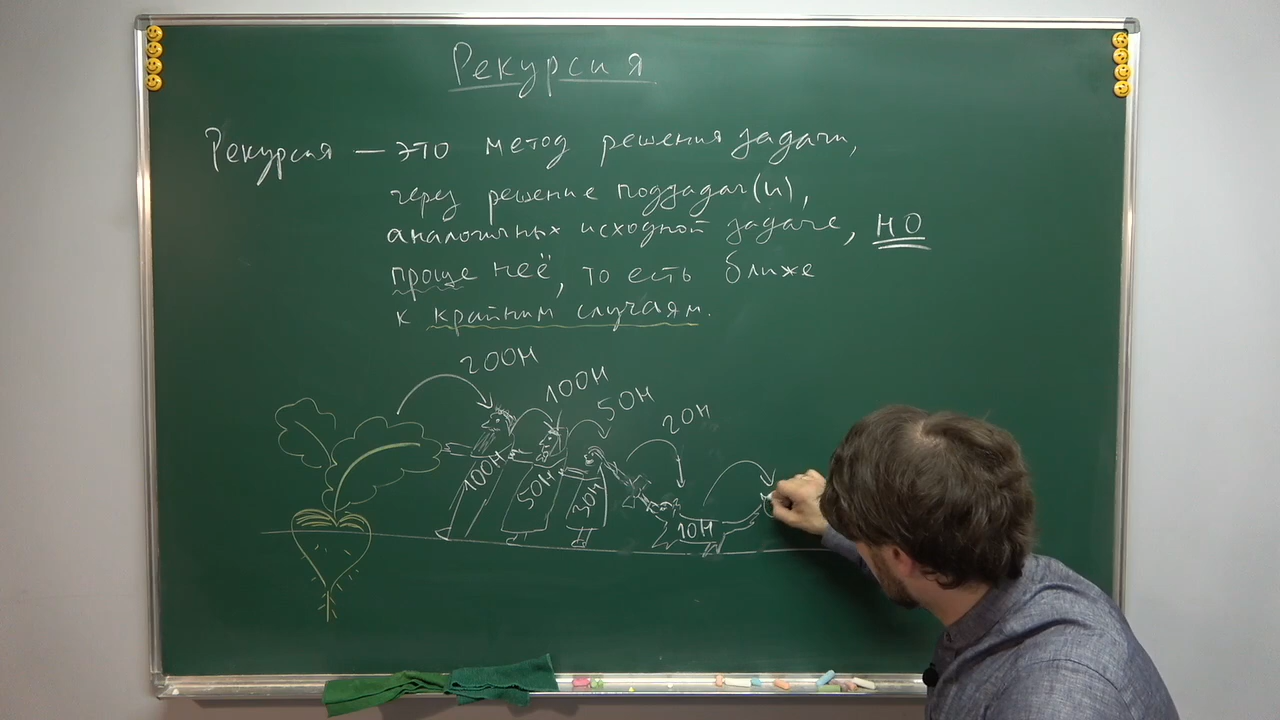 Рекурсия
Рекурсия — это метод решения задачи,
через решение подзадач(и),
аналогичных исходной задаче, НО
проще неё, то есть ближе
к крайним случаям.
200Н
100Н
50Н
20Н
100Н
50Н
30Н
10Н